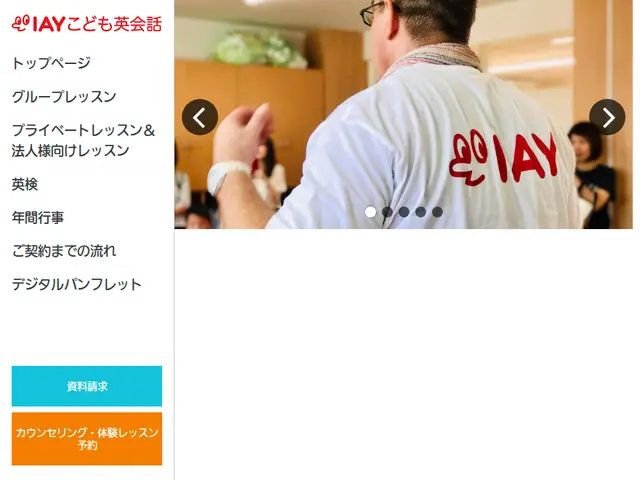 IAYこども英会話
トップページ
グループレッスン
プライベートレッスン＆
法人様向けレッスン
英検
年間行事
ご契約までの流れ
デジタルパンフレット
資料請求
カウンセリング・体験レッスン
予約
IAY